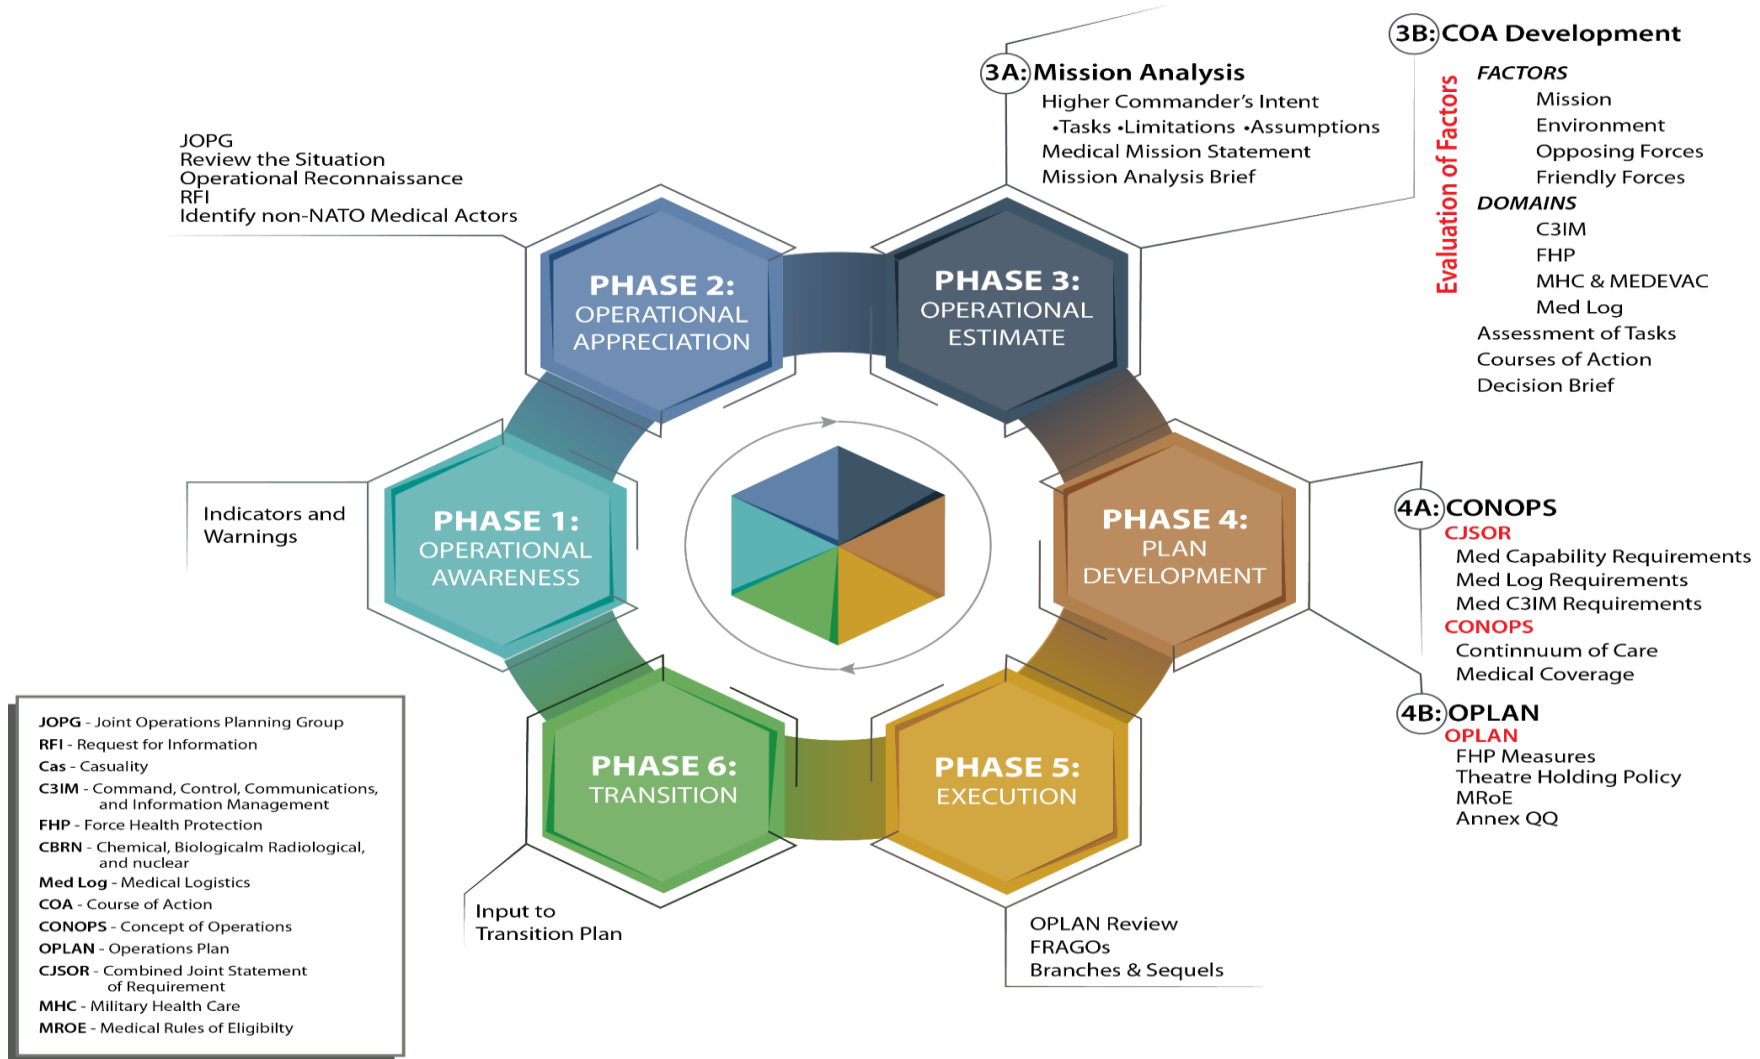 JOPG
Review the Situation
Operational Reconnaissance
RFI
Identify non-NATO Medical Actors
3A: Mission Analysis
Higher Commander's Intent
•Tasks •Limitations •Assumptions
Medical Mission Statement
Mission Analysis Brief
3B: COA Development
Evaluation of Factors
FACTORS
Mission
Environment
Opposing Forces
Friendly Forces
DOMAINS
C3IM
FHP
MHC & MEDEVAC
Med Log
Assessment of Tasks
Courses of Action
Decision Brief
PHASE 2:
OPERATIONAL
APPRECIATION
PHASE 3:
OPERATIONAL
ESTIMATE
Indicators and
Warnings
PHASE 1:
OPERATIONAL
AWARENESS
PHASE 4:
PLAN
DEVELOPMENT
4A: CONOPS
CJSOR
Med Capability Requirements
Med Log Requirements
Med C3IM Requirements
CONOPS
Continnuum of Care
Medical Coverage
4B: OPLAN
OPLAN
FHP Measures
Theatre Holding Policy
MRoE
Annex QQ
PHASE 6:
TRANSITION
PHASE 5:
EXECUTION
Input to
Transition Plan
OPLAN Review
FRAGOs
Branches & Sequels
JOPG - Joint Operations Planning Group
RFI - Request for Information
Cas - Casuality
C3IM - Command, Control, Communications,
and Information Management
FHP - Force Health Protection
CBRN - Chemical, Biologicalm Radiological,
and nuclear
Med Log - Medical Logistics
COA - Course of Action
CONOPS - Concept of Operations
OPLAN - Operations Plan
CJSOR - Combined Joint Statement
of Requirement
MHC - Military Health Care
MROE - Medical Rules of Eligibilty